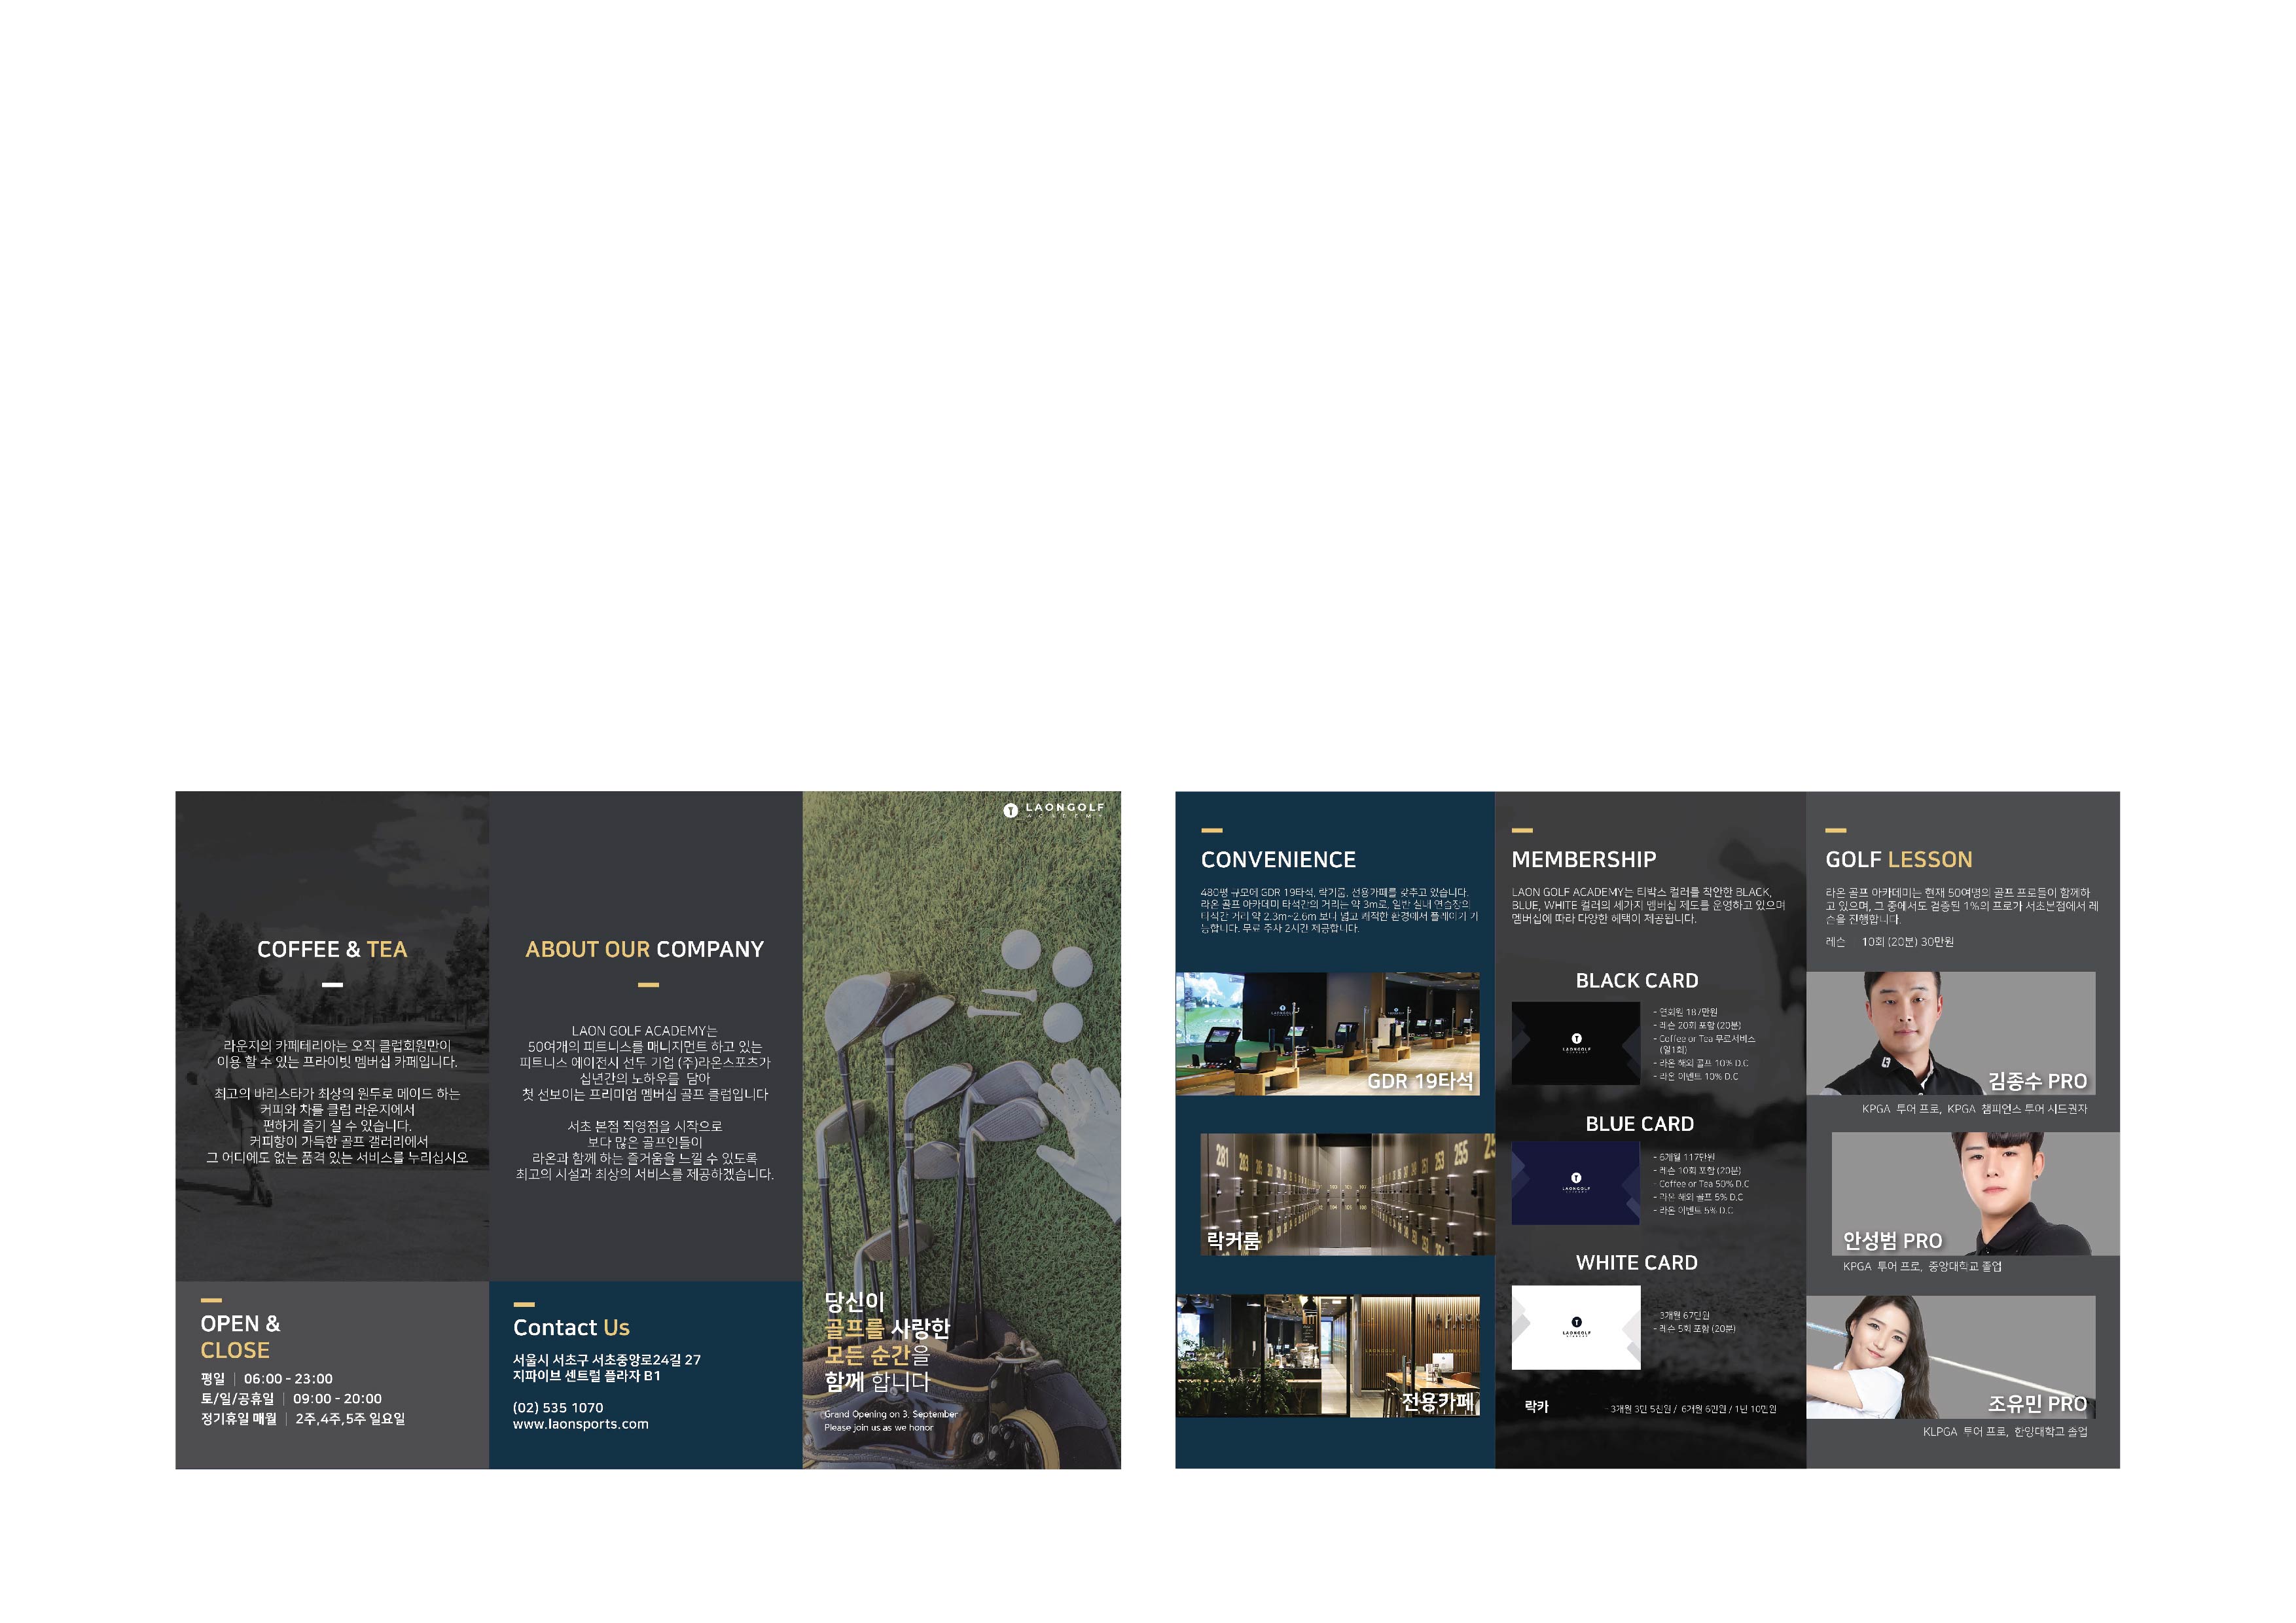 COFFEE & TEA
라운지의 카페테리아는 오직 클럽회원만이
이용 할 수 있는 프라이빗 멤버십 카페입니다.
최고의 바리스타가 최상의 원두로 메이드 하는
커피와 차를 클럽 라운지에서
편하게 즐기 실 수 있습니다.
커피향이 가득한 골프 갤러리에서
그 어디에도 없는 품격 있는 서비스를 누리십시오
OPEN &
CLOSE
평일 | 06:00 - 23:00
토/일/공휴일 | 09:00 - 20:00
정기휴일 매월 | 2주,4주,5주 일요일
ABOUT OUR COMPANY
LAON GOLF ACADEMY는
50여개의 피트니스를 매니지먼트 하고 있는
피트니스 에이전시 선두 기업 (주)라온스포츠가
십년간의 노하우를 담아
첫 선보이는 프리미엄 멤버십 골프 클럽입니다
서초 본점 직영점을 시작으로
보다 많은 골프인들이
라온과 함께 하는 즐거움을 느낄 수 있도록
최고의 시설과 최상의 서비스를 제공하겠습니다.
Contact Us
서울시 서초구 서초중앙로24길 27
지파이브 센트럴 플라자 B1
(02) 535 1070
www.laonsports.com
LAONGOLF
ACADEMY
당신이
골프를 사랑한
모든 순간을
함께 합니다
Grand Opening on 3, September
Please join us as we honor
CONVENIENCE
480평 규모에 GDR 19타석, 락커룸, 전용카페를 갖추고 있습니다.
라온 골프 아카데미 타석간의 거리는 약 3m로, 일반 실내 연습장의
타석간 거리 약 2.3m~2.6m 보다 넓고 쾌적한 환경에서 플레이가 가
능합니다. 무료 주차 2시간 제공합니다.
GDR 19타석
281 283 253 255
락커룸
전용카페
MEMBERSHIP
LAON GOLF ACADEMY는 티박스 컬러를 착안한 BLACK,
BLUE, WHITE 컬러의 세가지 멤버십 제도를 운영하고 있으며
멤버십에 따라 다양한 혜택이 제공됩니다.
BLACK CARD
LAONGOLF
- 연회원 187만원
- 레슨 20회 포함 (20분)
- Coffee or Tea 무료서비스
(일1회)
- 라온 해외 골프 10% D.C
- 라온 이벤트 10% D.C
BLUE CARD
LAONGOLF
- 6개월 117만원
- 레슨 10회 포함 (20분)
- Coffee or Tea 50% D.C
- 라온 해외 골프 5% D.C
- 라온 이벤트 5% D.C
WHITE CARD
LAONGOLF
- 3개월 67만원
- 레슨 5회 포함 (20분)
락카 - 3개월 3만 5천원 / 6개월 6만원 / 1년 10만원
GOLF LESSON
라온 골프 아카데미는 현재 50여명의 골프 프로들이 함께하
고 있으며, 그 중에서도 검증된 1%의 프로가 서초본점에서 레
슨을 진행합니다.
레슨 10회 (20분) 30만원
김종수 PRO
KPGA 투어 프로, KPGA 챔피언스 투어 시드권자
안성범 PRO
KPGA 투어 프로, 중앙대학교 졸업
조유민 PRO
KLPGA 투어 프로, 한양대학교 졸업